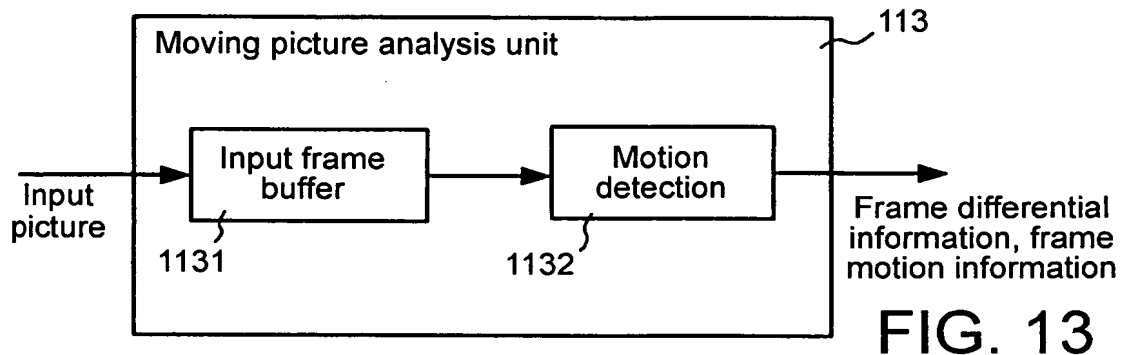 Moving picture analysis unit
113
Input frame
buffer
Motion
detection
Input
picture
1131
1132
Frame differential
information, frame
motion information
FIG. 13